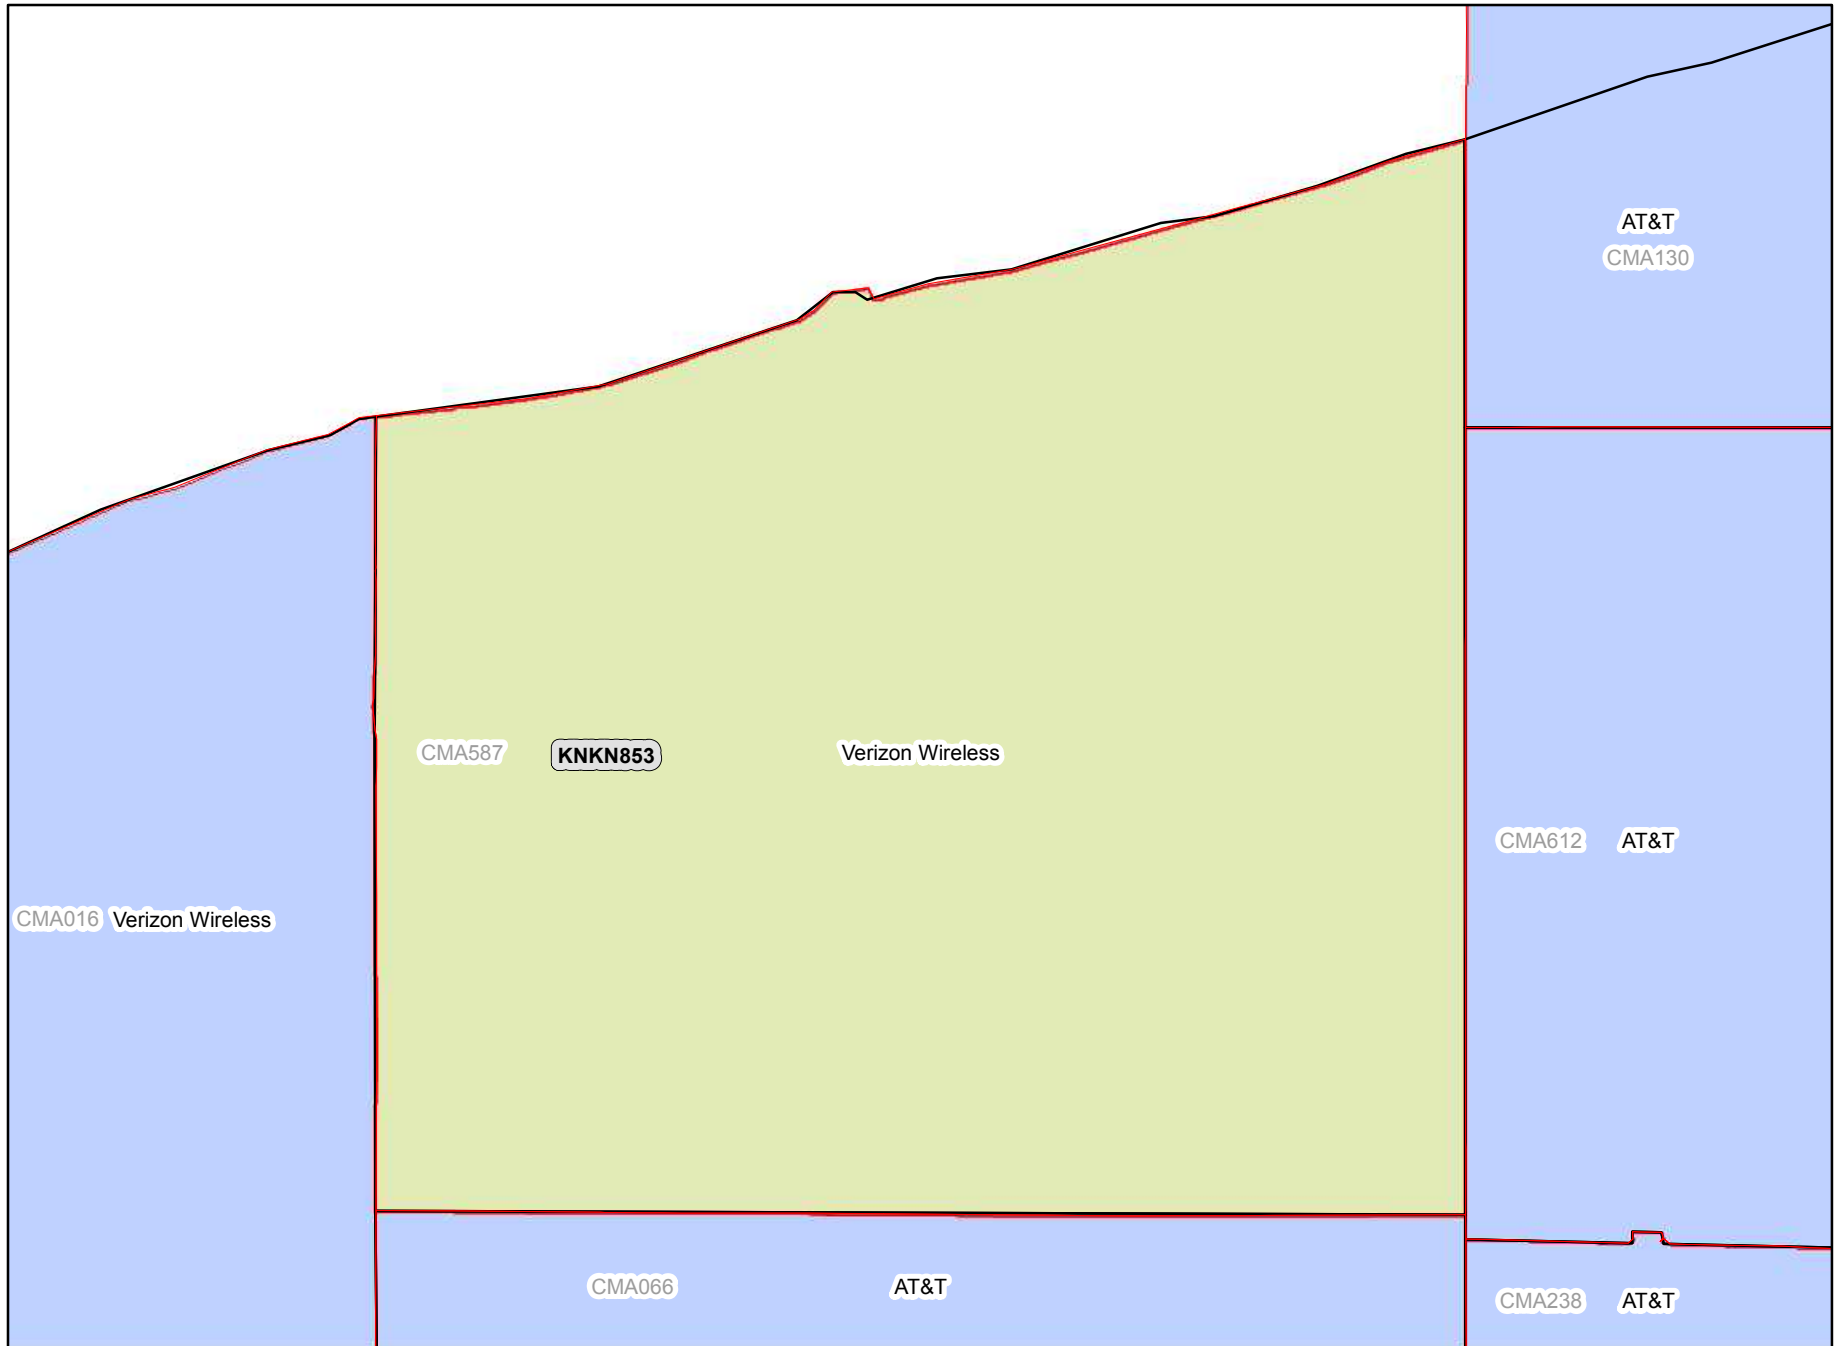 AT&T
CMA130
CMA587 KNKN853 Verizon Wireless
CMA612 AT&T
CMA016 Verizon Wireless
CMA066 AT&T
CMA238 AT&T